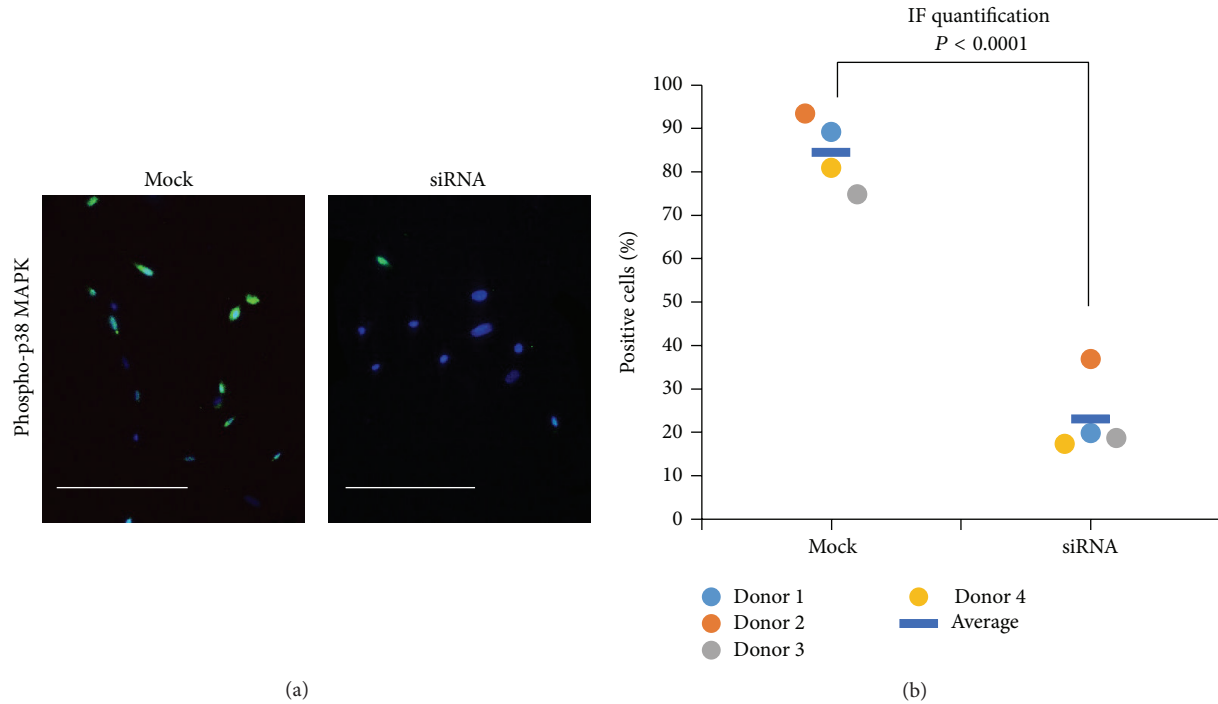 (a)
Mock
siRNA
Phospho-p38 MAPK
(b)
IF quantification
P < 0.0001
Positive cells (%)
100
90
80
70
60
50
40
30
20
10
0
Mock
siRNA
Donor 1
Donor 2
Donor 3
Donor 4
Average
(a)
(b)